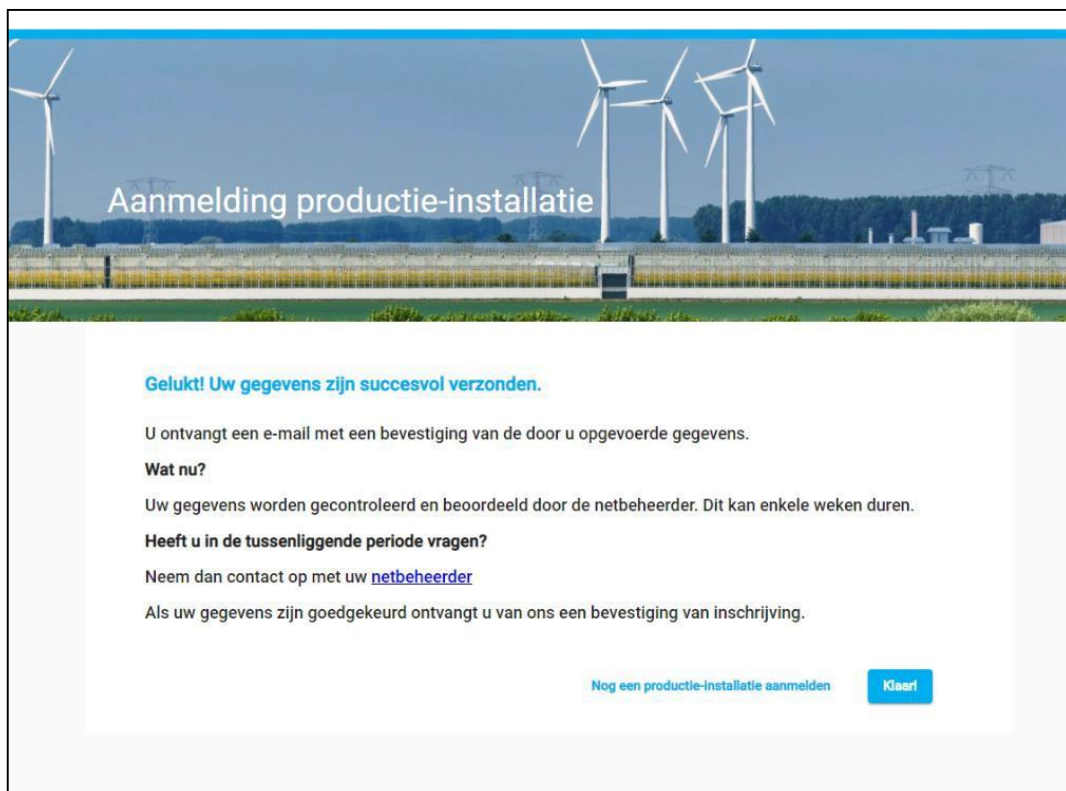 Aanmelding productie-installatie
Gelukt! Uw gegevens zijn succesvol verzonden.
U ontvangt een e-mail met een bevestiging van de door u opgevoerde gegevens.
Wat nu?
Uw gegevens worden gecontroleerd en beoordeeld door de netbeheerder. Dit kan enkele weken duren.
Heeft u in de tussenliggende periode vragen?
Neem dan contact op met uw netbeheerder
Als uw gegevens zijn goedgekeurd ontvangt u van ons een bevestiging van inschrijving.
Nog een productie-installatie aanmelden
Klaar!